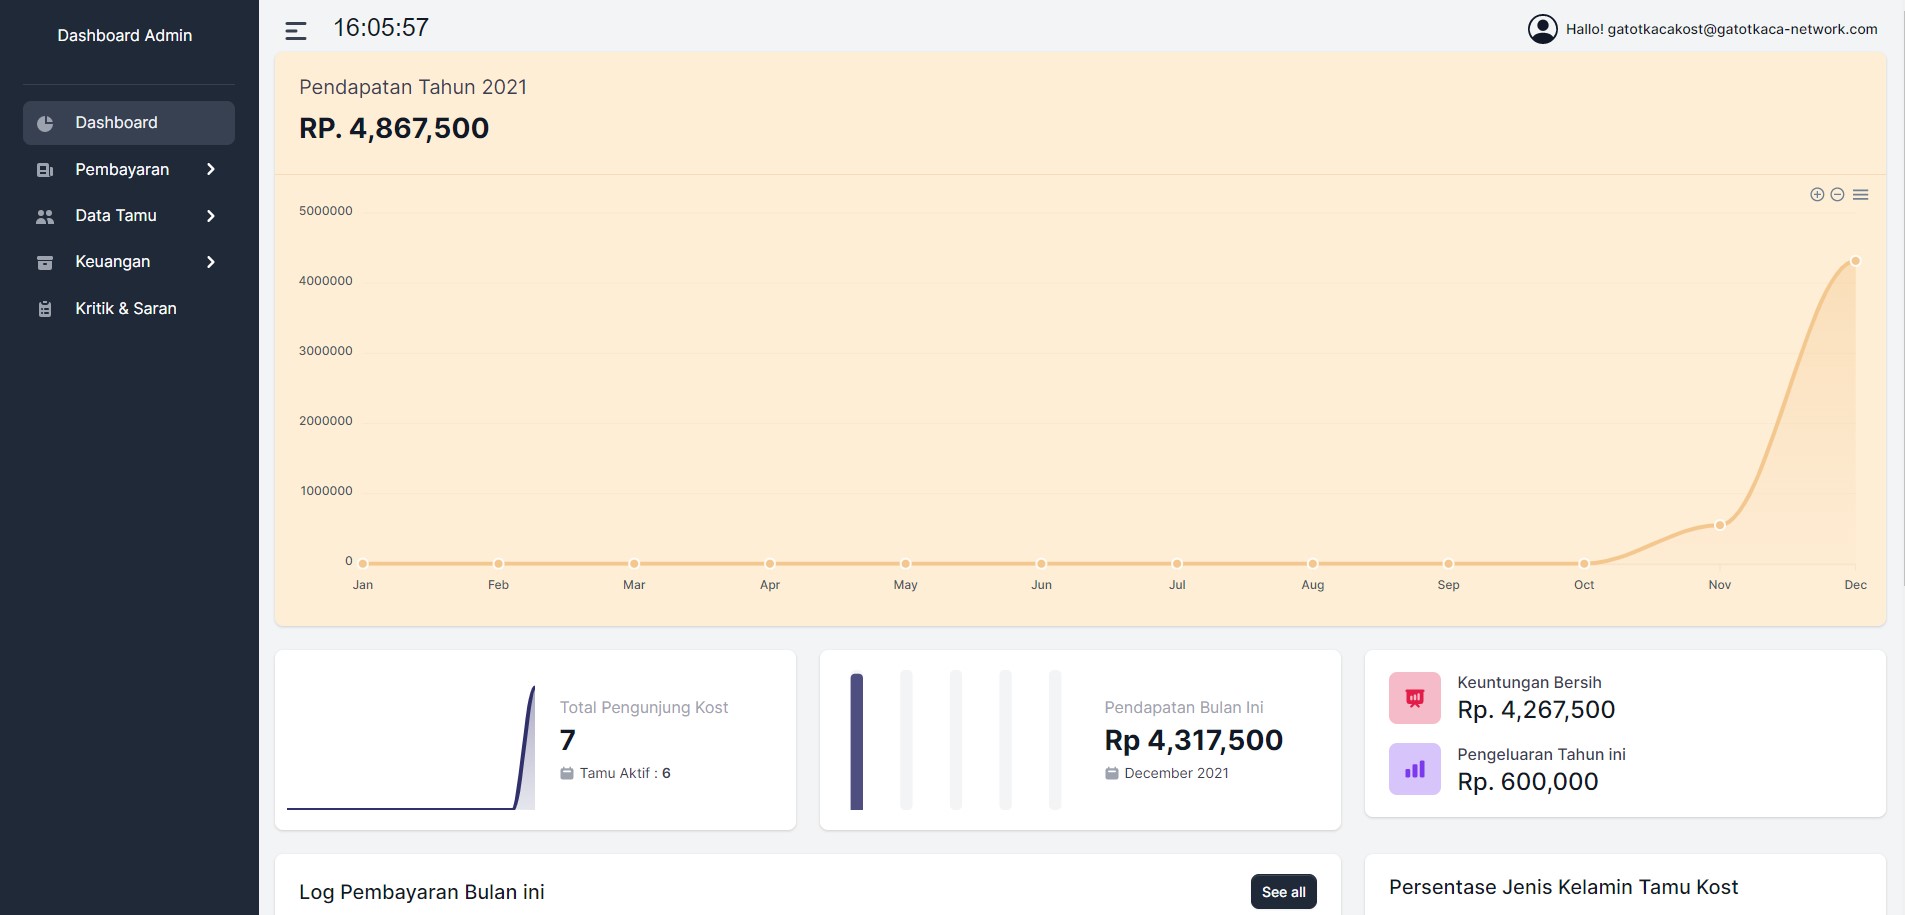 Dashboard Admin
Dashboard
Pembayaran
Data Tamu
Keuangan
Kritik & Saran
16:05:57
Hallo! gatotkacakost@gatotkaca-network.com
Pendapatan Tahun 2021
RP. 4,867,500
5000000
4000000
3000000
2000000
1000000
0
Jan Feb Mar Apr May Jun Jul Aug Sep Oct Nov Dec
Total Pengunjung Kost
7
Tamu Aktif : 6
Pendapatan Bulan Ini
Rp 4,317,500
December 2021
Keuntungan Bersih
Rp. 4,267,500
Pengeluaran Tahun ini
Rp. 600,000
Log Pembayaran Bulan ini
See all
Persentase Jenis Kelamin Tamu Kost